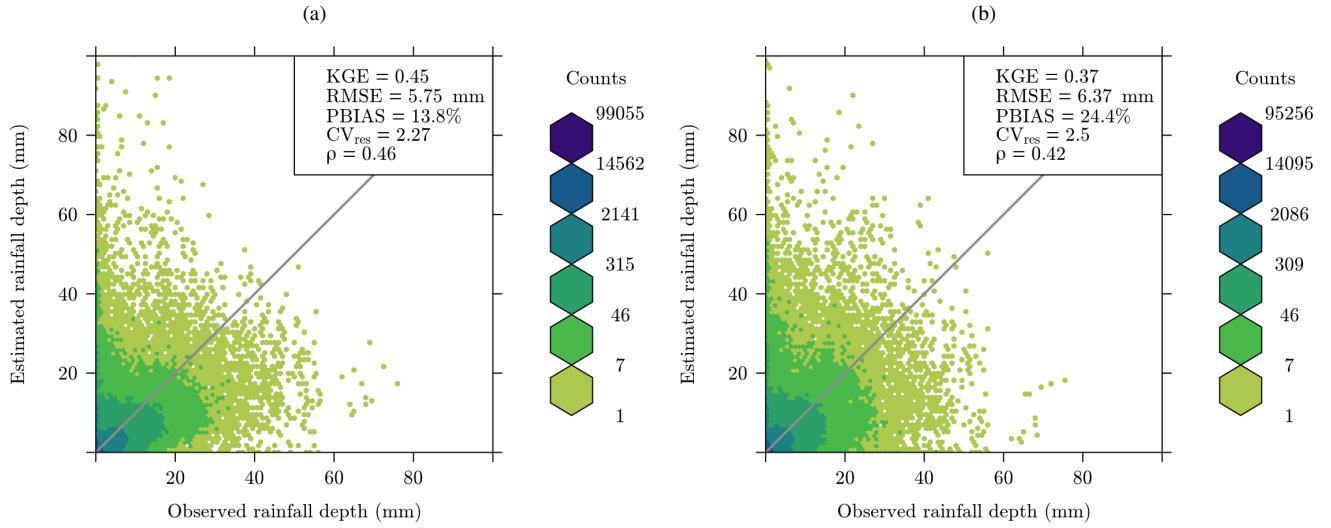 (a)
KGE = 0.45
RMSE = 5.75 mm
PBIAS = 13.8%
CVres = 2.27
ρ = 0.46
80
60
40
20
Estimated rainfall depth (mm)
20
40
60
80
Observed rainfall depth (mm)
Counts
99055
14562
2141
315
46
7
1
(b)
KGE = 0.37
RMSE = 6.37 mm
PBIAS = 24.4%
CVres = 2.5
ρ = 0.42
80
60
40
20
Estimated rainfall depth (mm)
20
40
60
80
Observed rainfall depth (mm)
Counts
95256
14095
2086
309
46
7
1